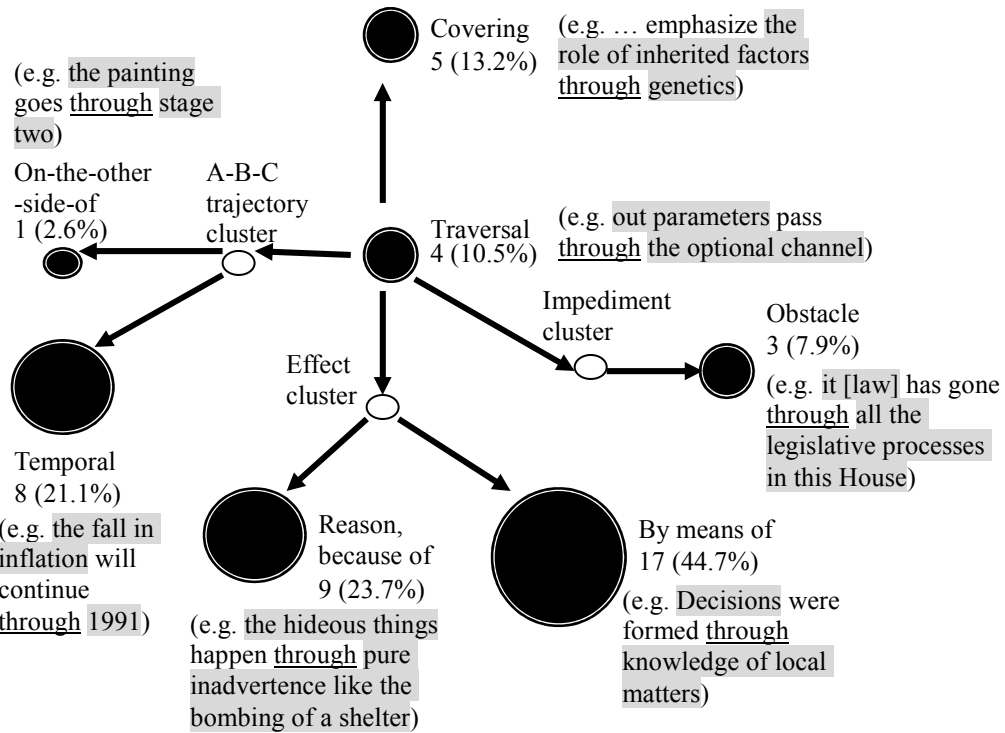 Covering
5 (13.2%)
(e.g. … emphasize the
role of inherited factors
through genetics)
(e.g. the painting
goes through stage
two)
On-the-other
-side-of
1 (2.6%)
A-B-C
trajectory
cluster
Traversal
4 (10.5%)
(e.g. out parameters pass
through the optional channel)
Impediment
cluster
Obstacle
3 (7.9%)
(e.g. it [law] has gone
through all the
legislative processes
in this House)
Effect
cluster
Temporal
8 (21.1%)
(e.g. the fall in
inflation will
continue
through 1991)
Reason,
because of
9 (23.7%)
(e.g. the hideous things
happen through pure
inadvertence like the
bombing of a shelter)
By means of
17 (44.7%)
(e.g. Decisions were
formed through
knowledge of local
matters)